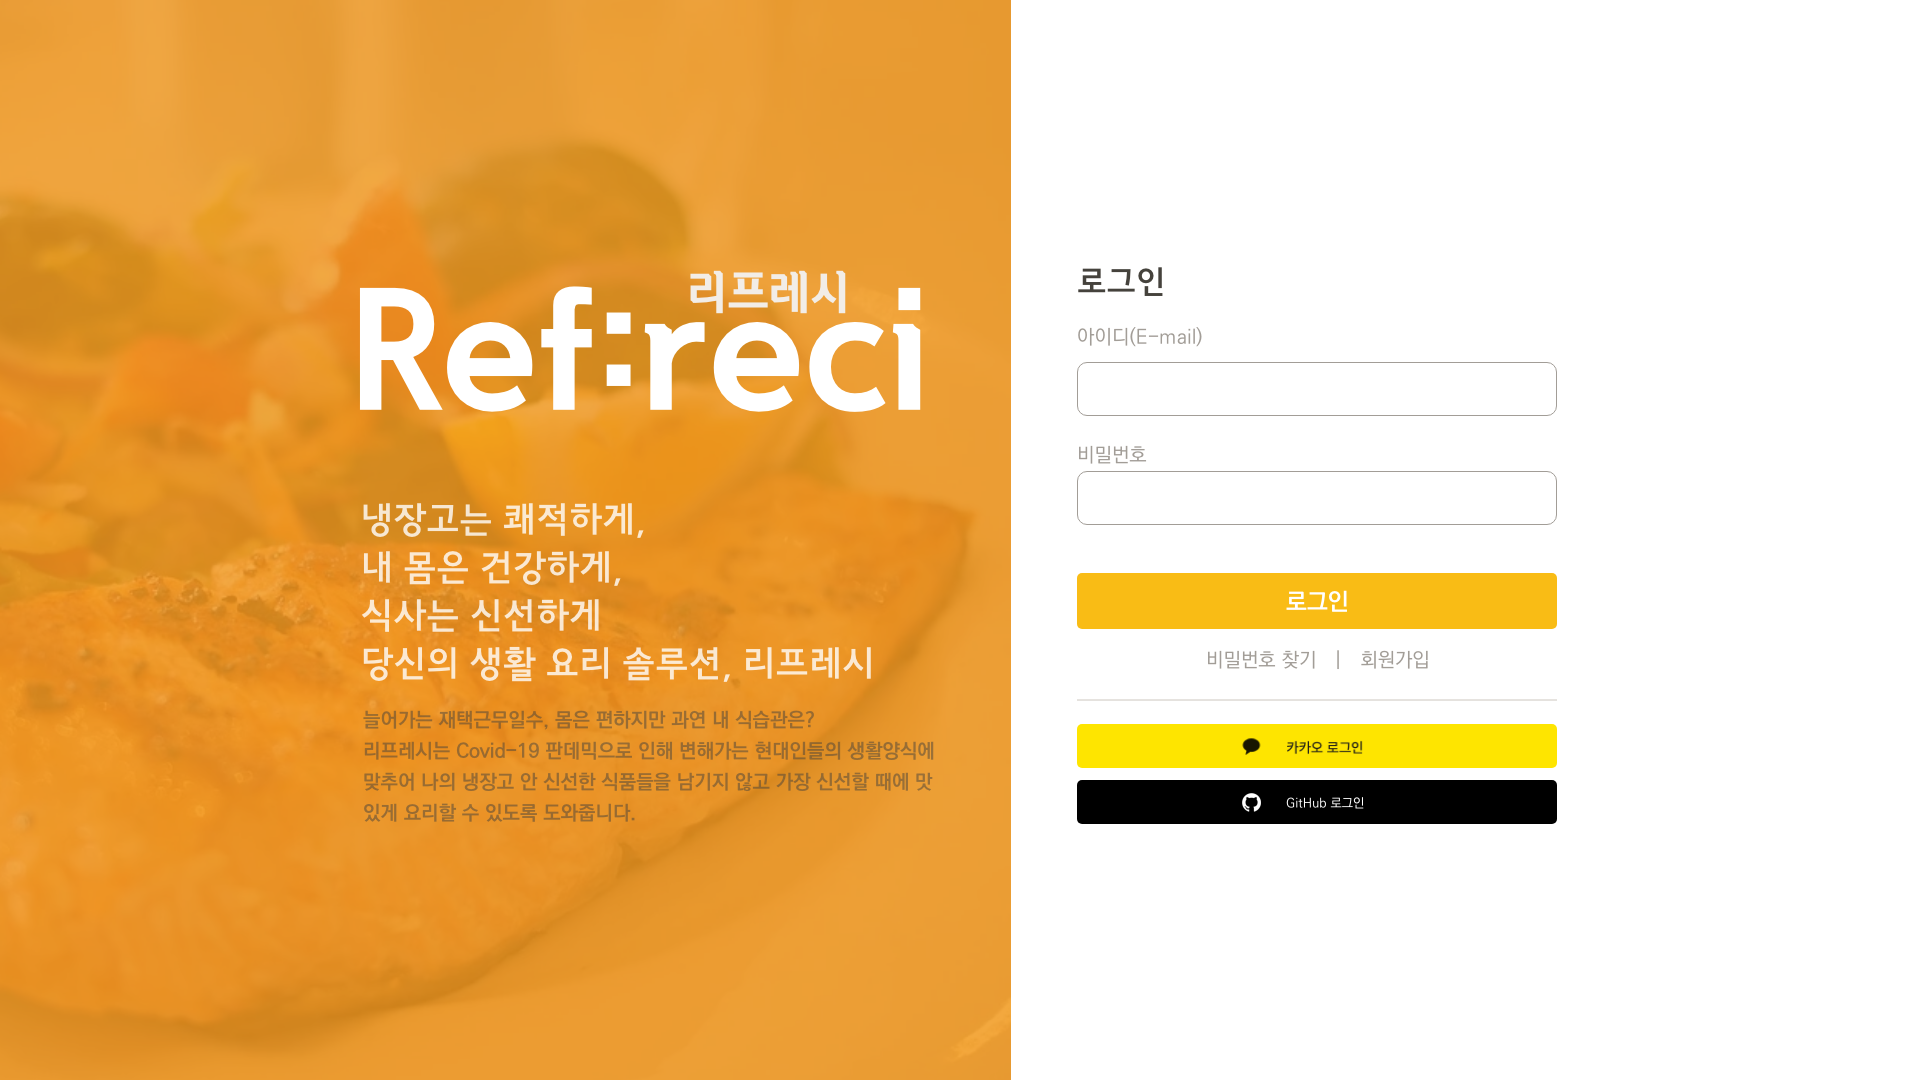 리프레시
Ref:reci
냉장고는 쾌적하게,
내 몸은 건강하게,
식사는 신선하게
당신의 생활 요리 솔루션, 리프레시
늘어가는 재택근무일수, 몸은 편하지만 과연 내 식습관은?
리프레시는 Covid-19 판데믹으로 인해 변해가는 현대인들의 생활양식에
맞추어 나의 냉장고 안 신선한 식품들을 남기지 않고 가장 신선할 때에 맛
있게 요리할 수 있도록 도와줍니다.
로그인
아이디(E-mail)
비밀번호
로그인
비밀번호 찾기 | 회원가입
카카오 로그인
GitHub 로그인